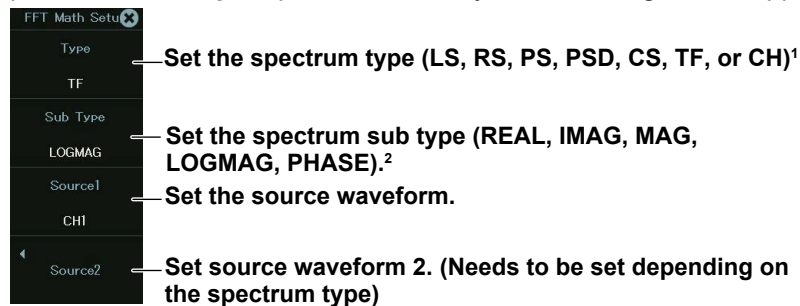 FFT Math Setu
Type
TF
Set the spectrum type (LS, RS, PS, PSD, CS, TF, or CH)¹
Sub Type
LOGMAG
Set the spectrum sub type (REAL, IMAG, MAG,
LOGMAG, PHASE).²
Source1
CH1
Set the source waveform.
Source2
Set source waveform 2. (Needs to be set depending on
the spectrum type)